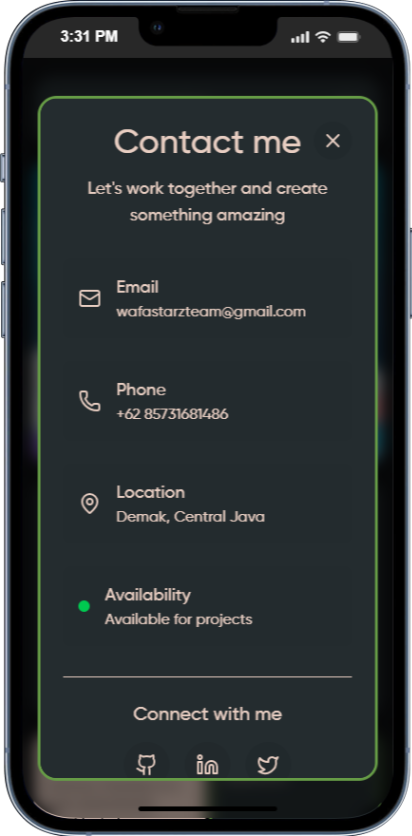 3:31 PM
Contact me
Let's work together and create
something amazing
Email
wafastarzteam@gmail.com
Phone
+62 85731681486
Location
Demak, Central Java
Availability
Available for projects
Connect with me
in